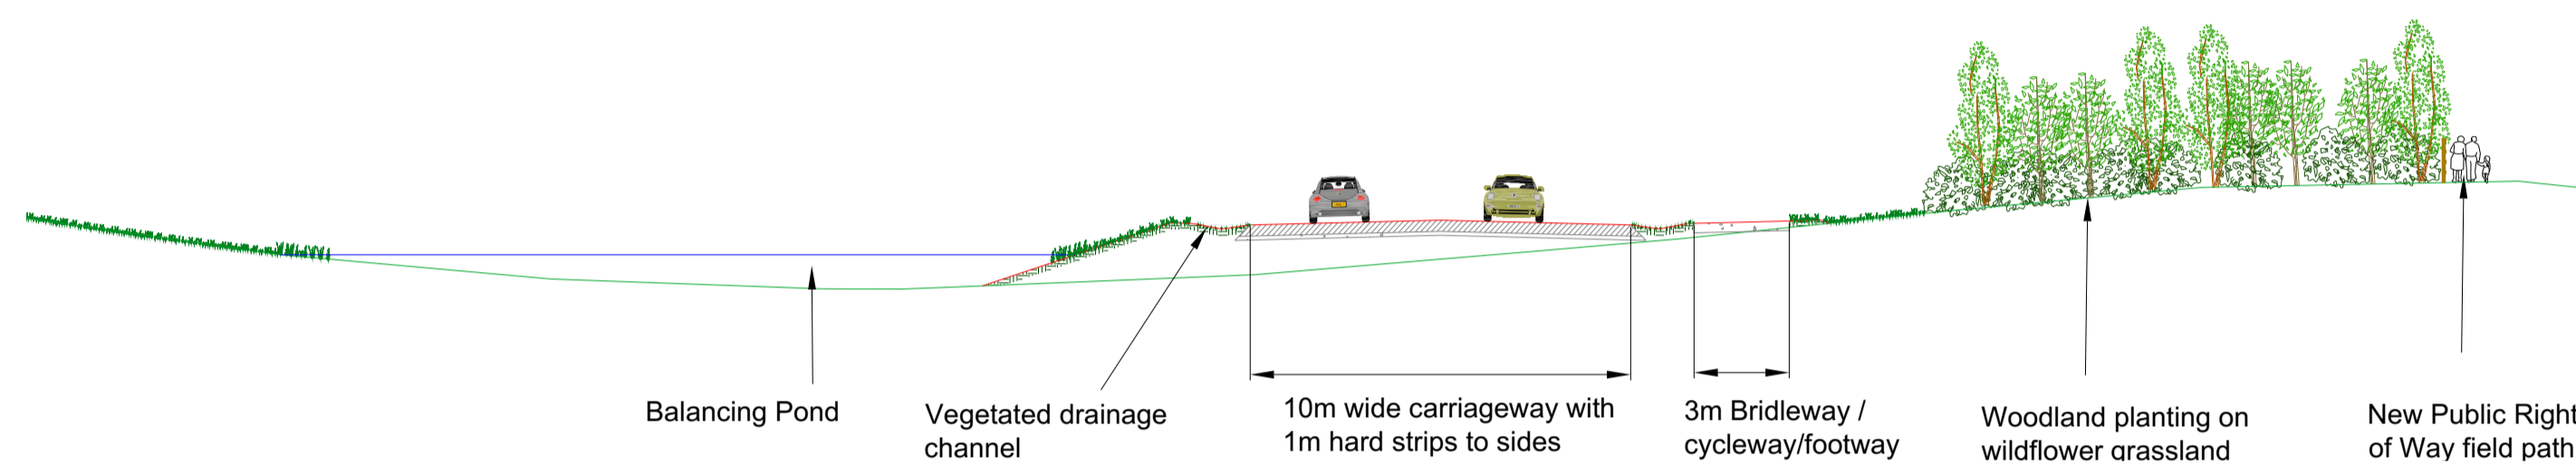 Balancing Pond
Vegetated drainage
channel
10m wide carriageway with
1m hard strips to sides
3m Bridleway /
cycleway/footway
Woodland planting on
wildflower grassland
New Public Right
of Way field path